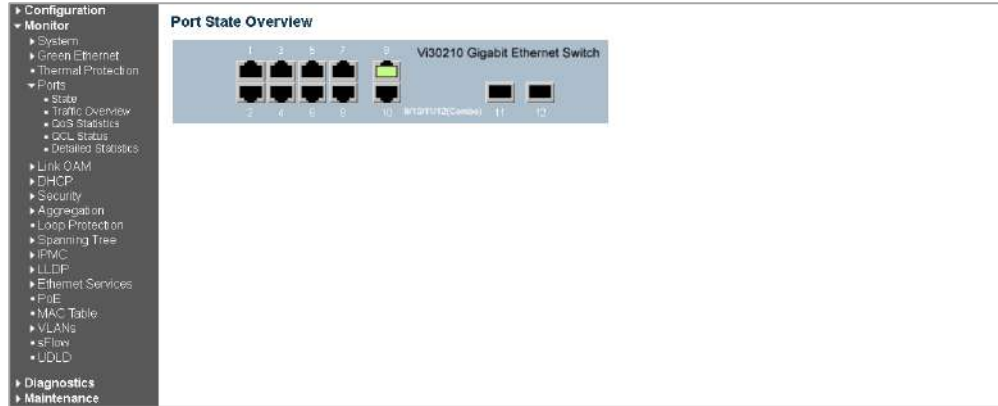 Configuration
Monitor
System
Green Ethernet
Thermal Protection
Ports
State
Traffic Overview
QoS Statistics
QCL Status
Detailed Statistics
Link OAM
DHCP
Security
Aggregation
Loop Protection
Spanning Tree
IPMC
LLDP
Ethernet Services
PoE
MAC Table
VLANs
sFlow
UDLD
Diagnostics
Maintenance
Port State Overview
1 3 5 7 9 Vi30210 Gigabit Ethernet Switch
2 4 6 8 10 9/10/11/12(Combo) 11 12